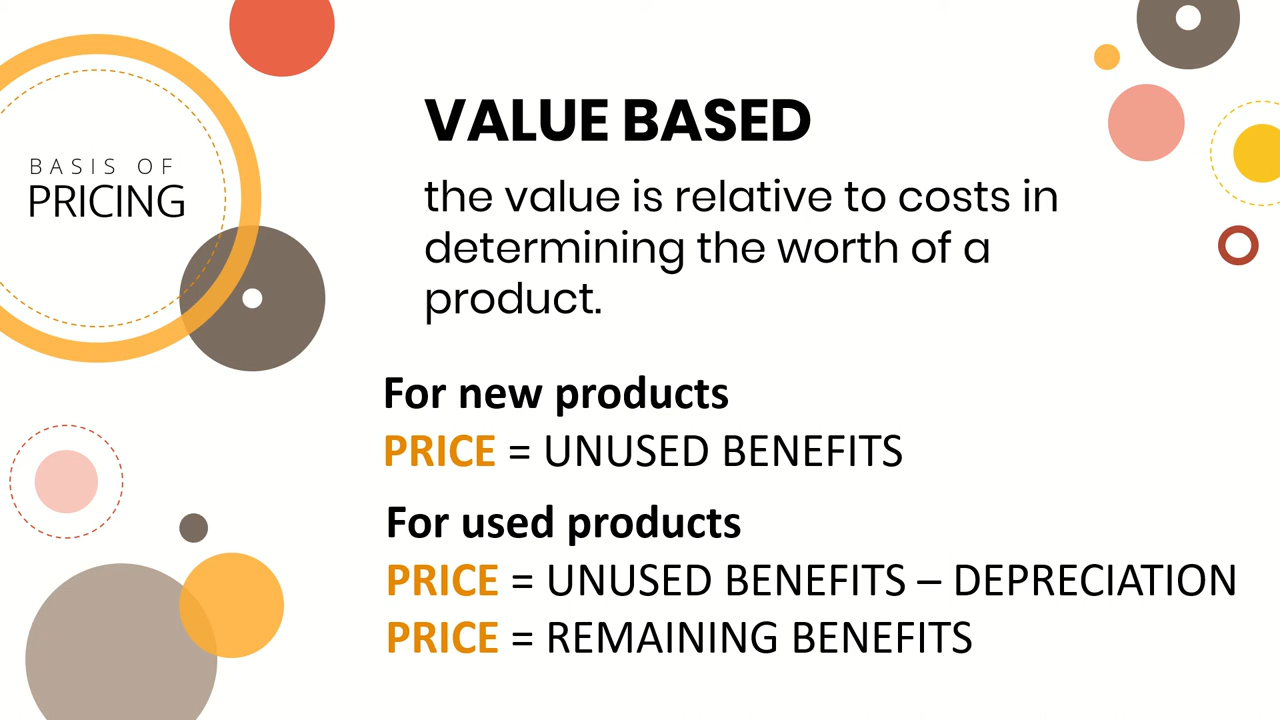 BASIS OF
PRICING
VALUE BASED
the value is relative to costs in
determining the worth of a
product.
For new products
PRICE = UNUSED BENEFITS
For used products
PRICE = UNUSED BENEFITS – DEPRECIATION
PRICE = REMAINING BENEFITS